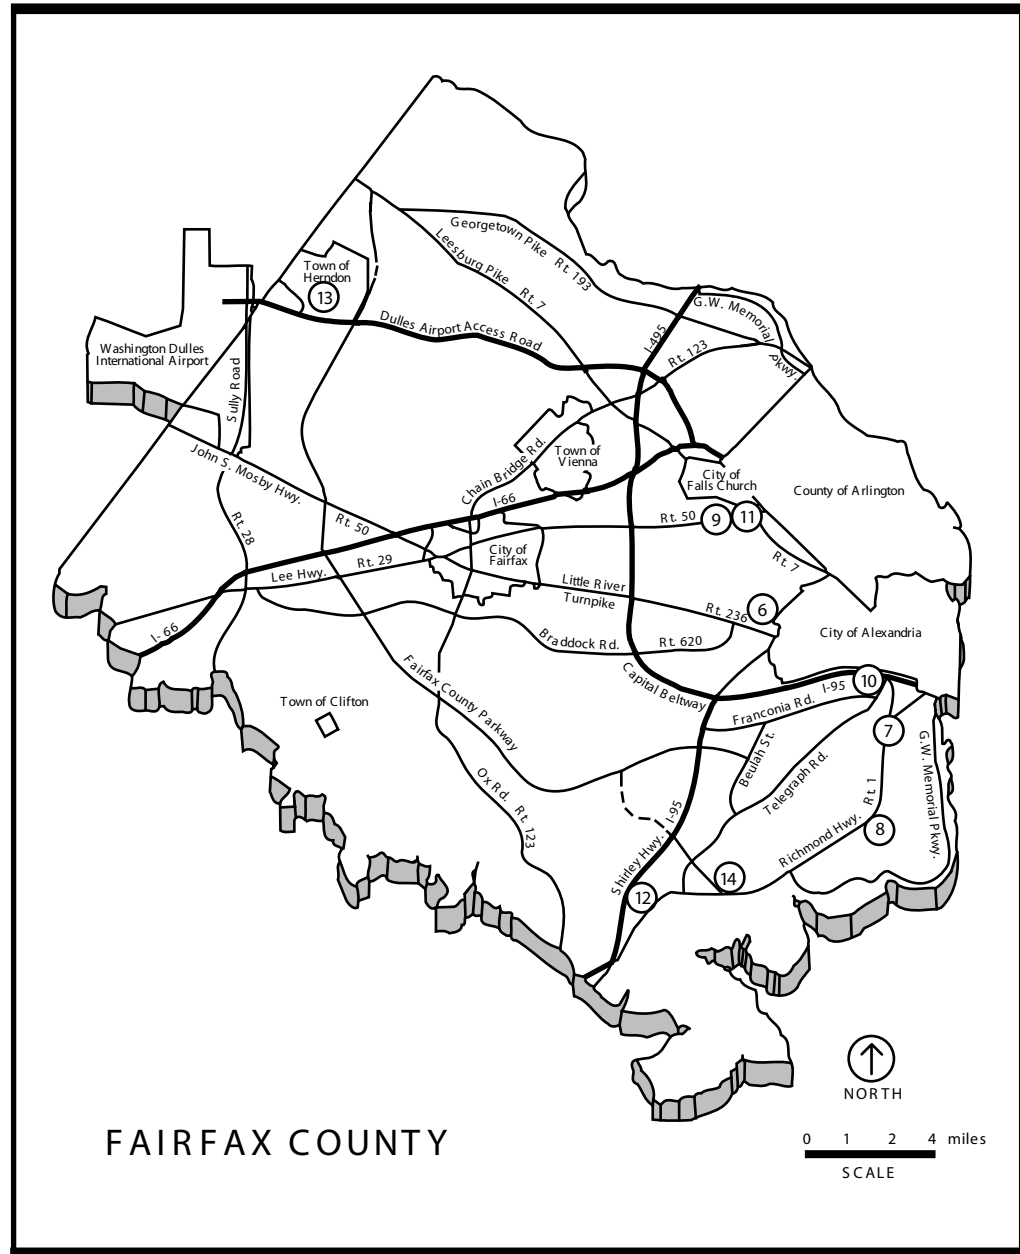 Georgetown Pike Rt. 193
Leesburg Pike Rt. 7
Town of
Herndon
13
G.W. Memorial Pkwy.
Dulles Airport Access Road
I-495
Rt. 123
Washington Dulles
International Airport
Sully Road
Chain Bridge Rd.
Town of
Vienna
John S. Mosby Hwy.
Rt. 50
City of
Falls Church
County of Arlington
I-66
Rt. 50
9
11
Rt. 28
Rt. 7
City of
Fairfax
Lee Hwy.
Rt. 29
Little River
Turnpike
Rt. 236
6
I-66
Braddock Rd.
Rt. 620
City of Alexandria
Fairfax County Parkway
Capital Beltway
I-95
10
Franconia Rd.
Town of Clifton
7
Beulah St.
Telegraph Rd.
G.W. Memorial Pkwy.
Ox Rd. Rt. 123
Shirley Hwy. I-95
Richmond Hwy. Rt 1
8
14
12
NORTH
FAIRFAX COUNTY
0 1 2 4 miles
SCALE